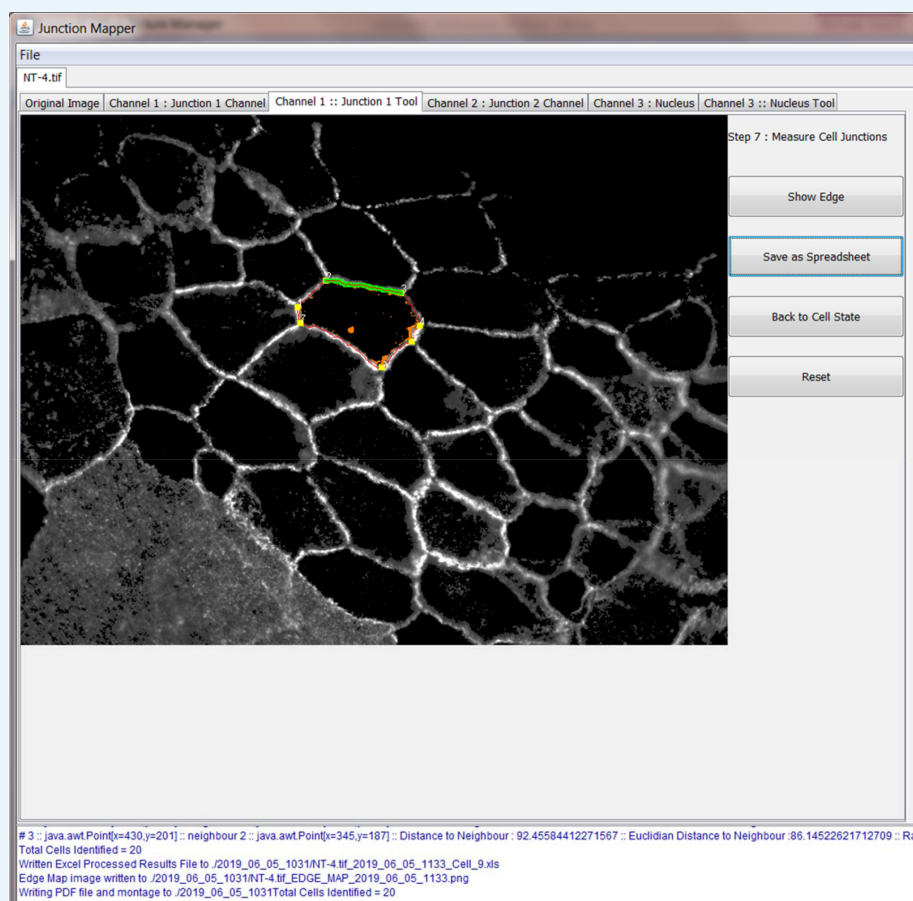 Junction Mapper
File
NT-4.tif
Original Image Channel 1 : Junction 1 Channel Channel 1 :: Junction 1 Tool Channel 2 : Junction 2 Channel Channel 3 : Nucleus Channel 3 :: Nucleus Tool
Step 7 : Measure Cell Junctions
Show Edge
Save as Spreadsheet
Back to Cell State
Reset
# 3 :: java.awt.Point[x=430,y=201] :: neighbour 2 :: java.awt.Point[x=345,y=187] :: Distance to Neighbour : 92.45584412271567 :: Euclidian Distance to Neighbour :86.14522621712709 :: Ra
Total Cells Identified = 20
Written Excel Processed Results File to ./2019_06_05_1031/NT-4.tif_2019_06_05_1133_Cell_9.xls
Edge Map image written to ./2019_06_05_1031/NT-4.tif_EDGE_MAP_2019_06_05_1133.png
Writing PDF file and montage to ./2019_06_05_1031Total Cells Identified = 20